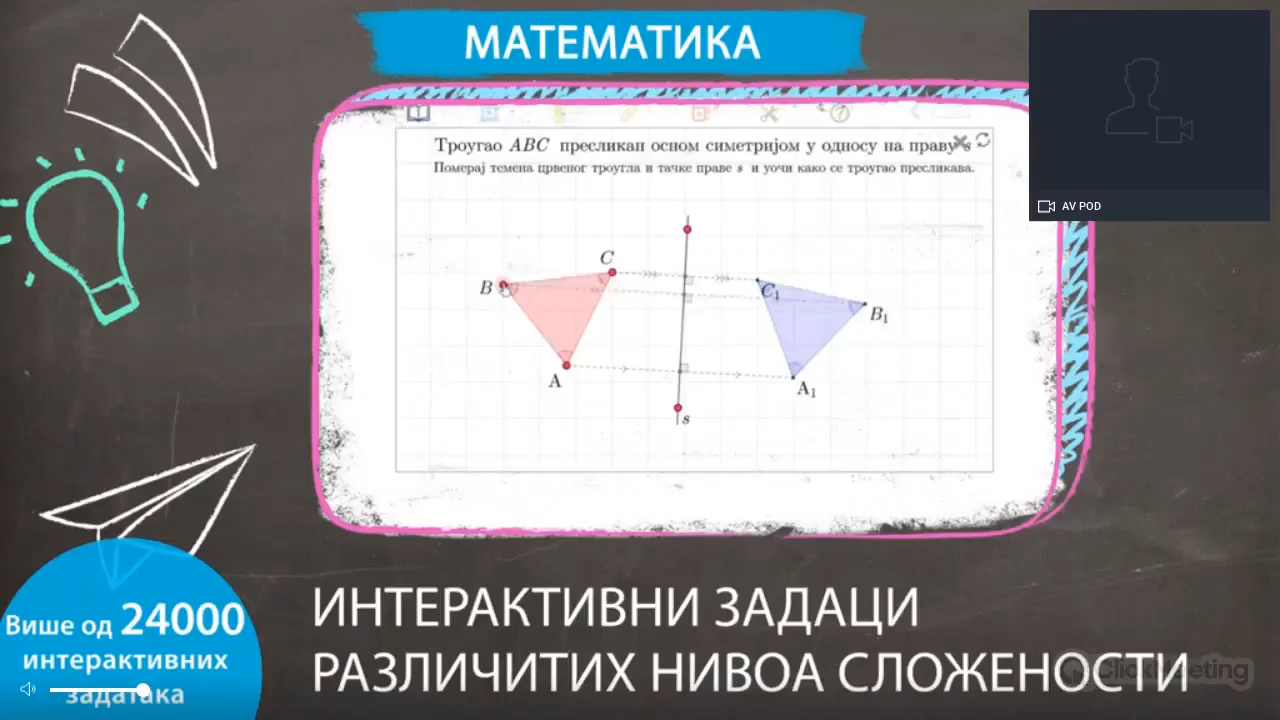 МАТЕМАТИКА
AV POD
Троугао ABC пресликан осном симетријом у односу на праву s
Померај темена црвеног троугла и тачке праве s и уочи како се троугао пресликава.
C
B
C₁
B₁
A
A₁
s
Више од 24000
интерактивних
задатака
ИНТЕРАКТИВНИ ЗАДАЦИ
РАЗЛИЧИТИХ НИВОА СЛОЖЕНОСТИ
ClickMeeting